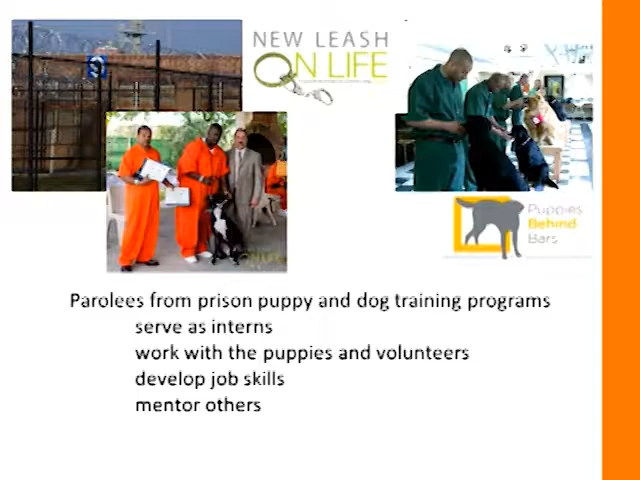 NEW LEASH
ON LIFE
Puppies
Behind
Bars
Parolees from prison puppy and dog training programs
serve as interns
work with the puppies and volunteers
develop job skills
mentor others